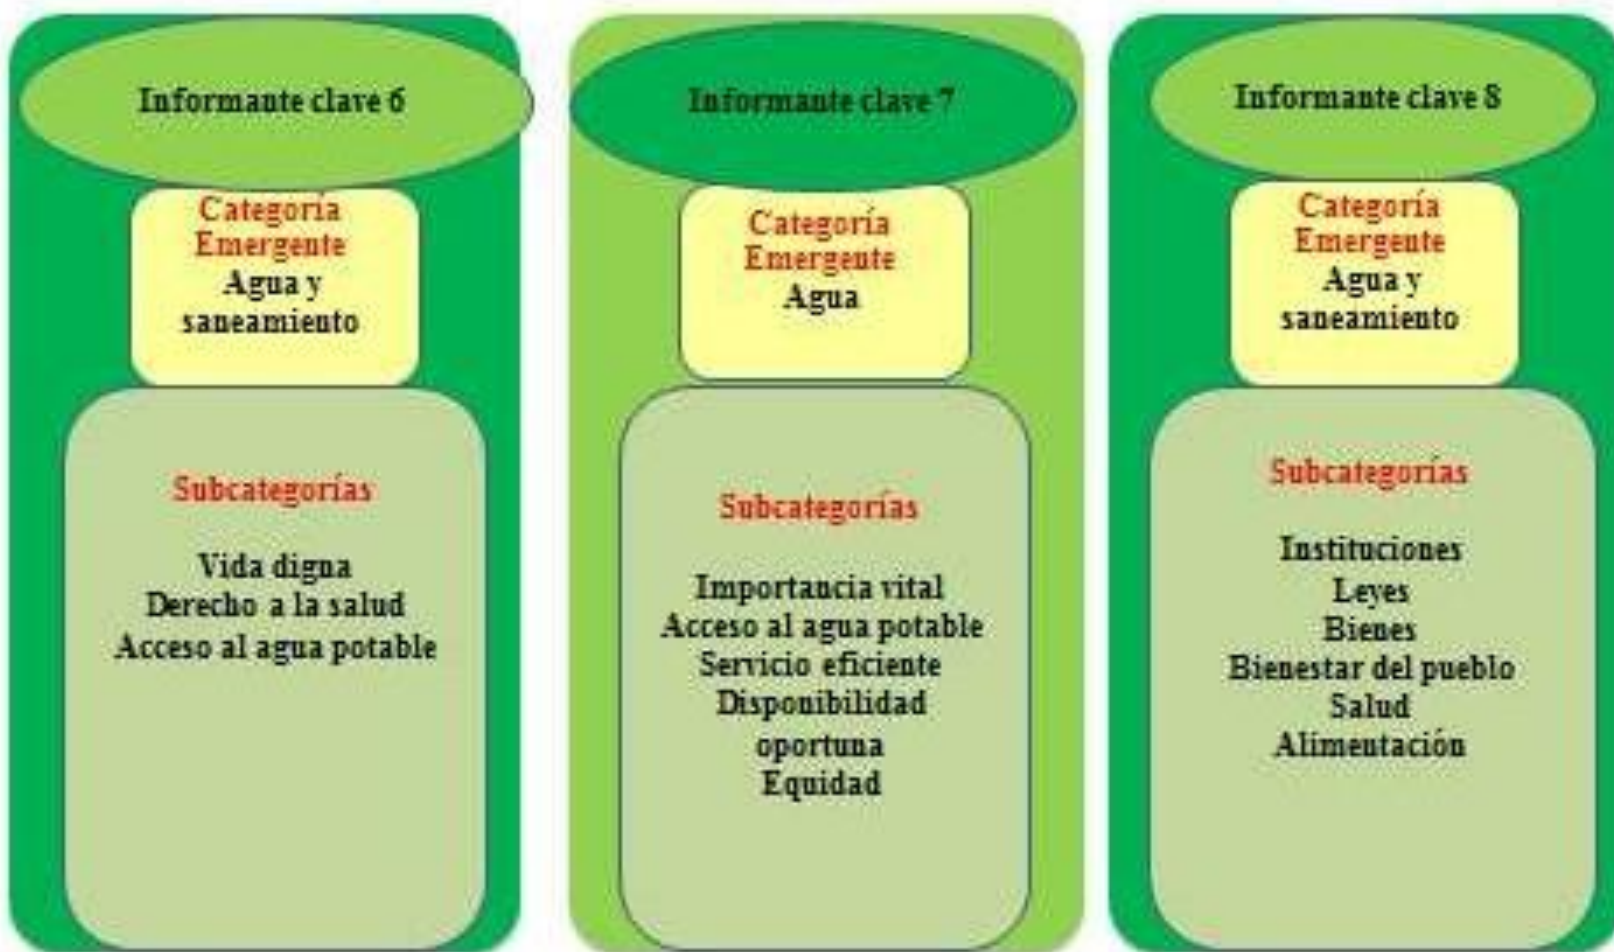 Informante clave 6
Categoría
Emergente
Agua y
saneamiento
Subcategorías
Vida digna
Derecho a la salud
Acceso al agua potable
Informante clave 7
Categoría
Emergente
Agua
Subcategorías
Importancia vital
Acceso al agua potable
Servicio eficiente
Disponibilidad
oportuna
Equidad
Informante clave 8
Categoría
Emergente
Agua y
saneamiento
Subcategorías
Instituciones
Leyes
Bienes
Bienestar del pueblo
Salud
Alimentación